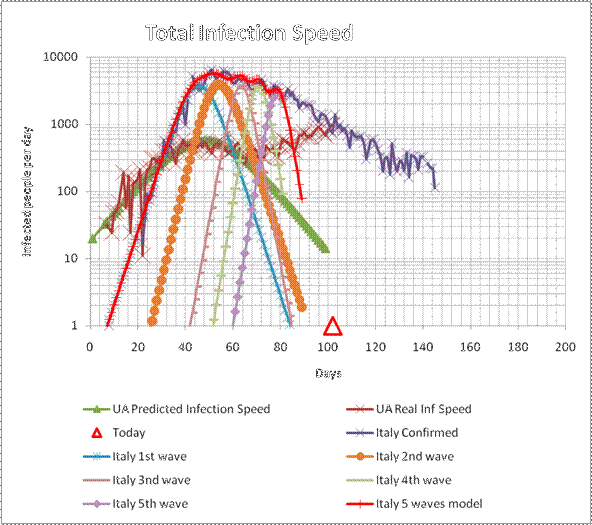 Total Infection Speed
Infected people per day
10000
1000
100
10
1
0 20 40 60 80 100 120 140 160 180 200
Days
UA Predicted Infection Speed UA Real Inf Speed
Today Italy Confirmed
Italy 1st wave Italy 2nd wave
Italy 3nd wave Italy 4th wave
Italy 5th wave Italy 5 waves model